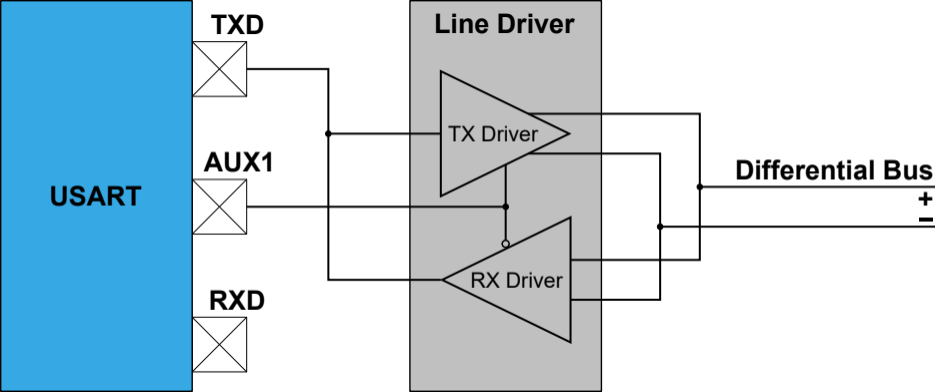 TXD
Line Driver
TX Driver
AUX1
Differential Bus
USART
+
–
RX Driver
RXD